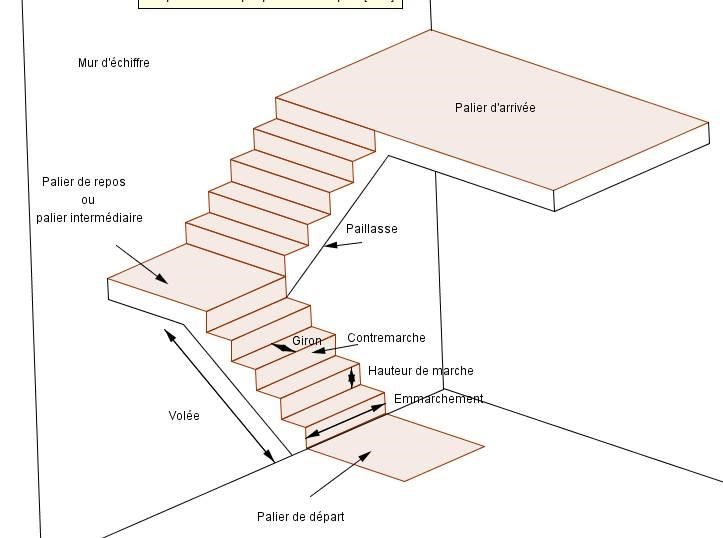 Mur d'échiffre
Palier d'arrivée
Palier de repos
ou
palier intermédiaire
Paillasse
Giron
Contremarche
Hauteur de marche
Emmarchement
Volée
Palier de départ